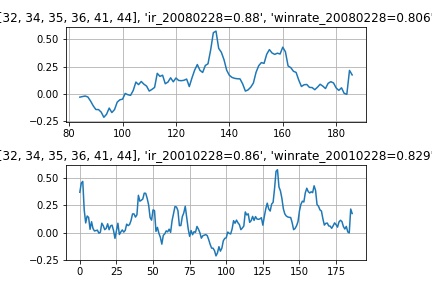 [32, 34, 35, 36, 41, 44], 'ir_20080228=0.88', 'winrate_20080228=0.806'
0.50
0.25
0.00
−0.25
80 100 120 140 160 180
[32, 34, 35, 36, 41, 44], 'ir_20010228=0.86', 'winrate_20010228=0.829'
0.50
0.25
0.00
−0.25
0 25 50 75 100 125 150 175